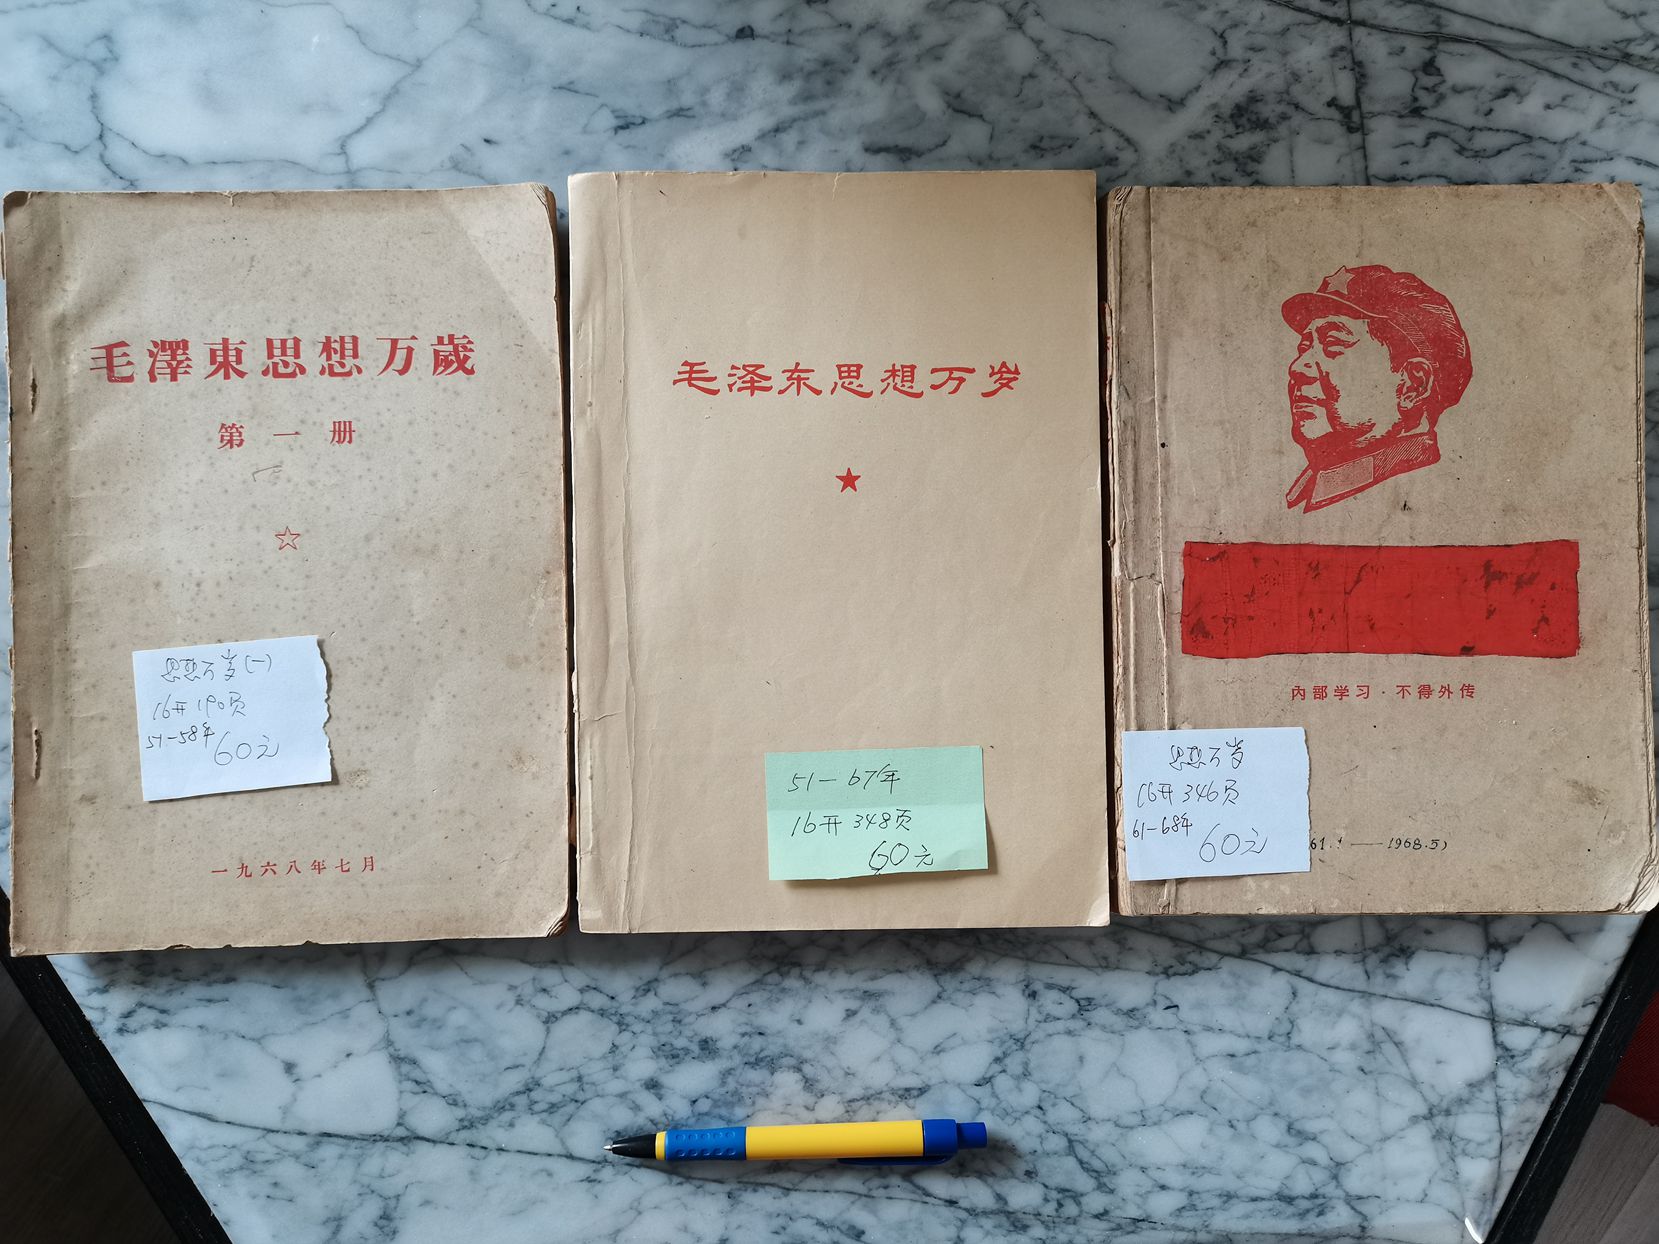 毛澤東思想万歲
第一册
思想万岁(一)
16开190页
51-58年
60元
一九六八年七月
毛泽东思想万岁
51—67年
16开 348页
60元
內部学习·不得外传
思想万岁
16开 346页
61-68年
60元
61.1——1968.5)